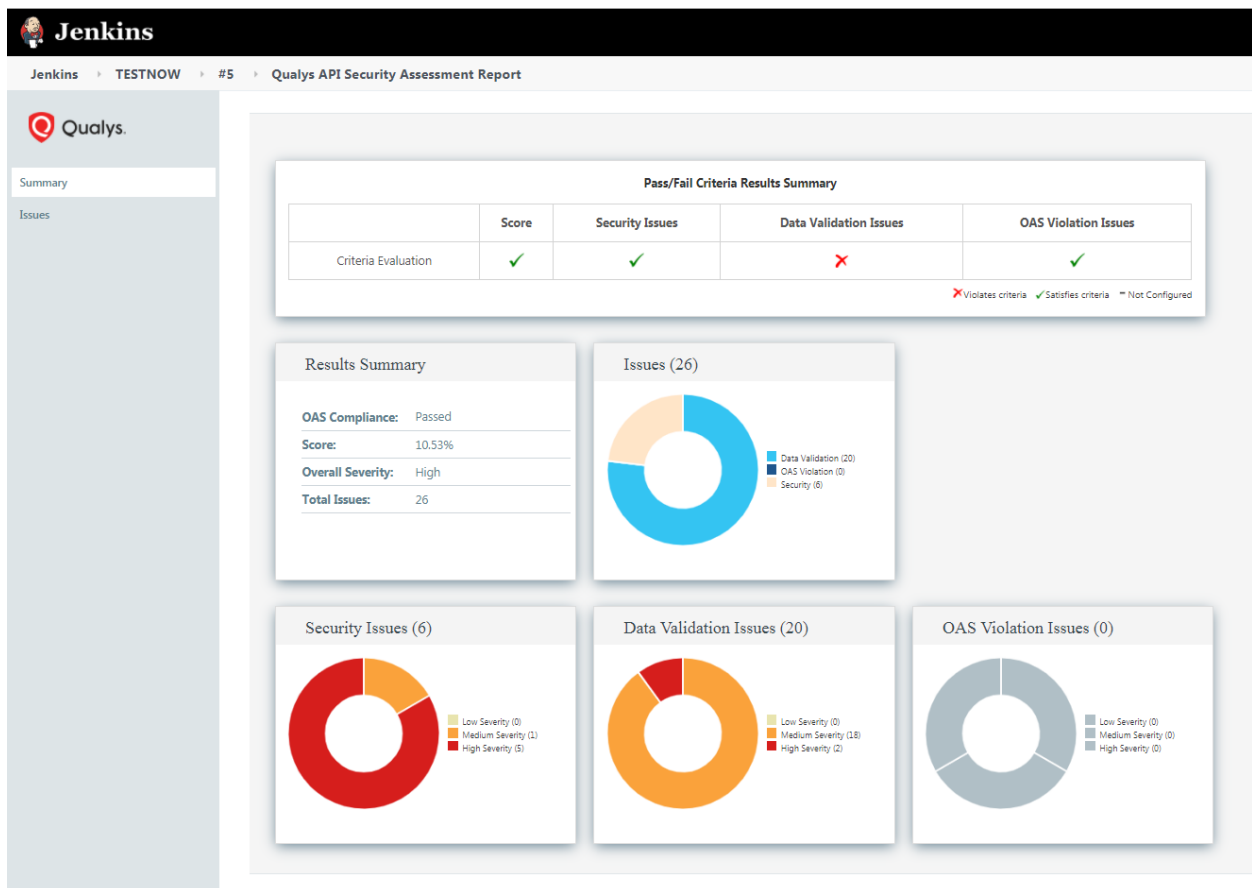 Jenkins
Jenkins TESTNOW #5 Qualys API Security Assessment Report
Qualys.
Summary
Issues
Pass/Fail Criteria Results Summary
Score Security Issues Data Validation Issues OAS Violation Issues
Criteria Evaluation ✓ ✓ ✗ ✓
✗Violates criteria ✓Satisfies criteria – Not Configured
Results Summary
OAS Compliance: Passed
Score: 10.53%
Overall Severity: High
Total Issues: 26
Issues (26)
Data Validation (20)
OAS Violation (0)
Security (6)
Security Issues (6)
Low Severity (0)
Medium Severity (1)
High Severity (5)
Data Validation Issues (20)
Low Severity (0)
Medium Severity (18)
High Severity (2)
OAS Violation Issues (0)
Low Severity (0)
Medium Severity (0)
High Severity (0)